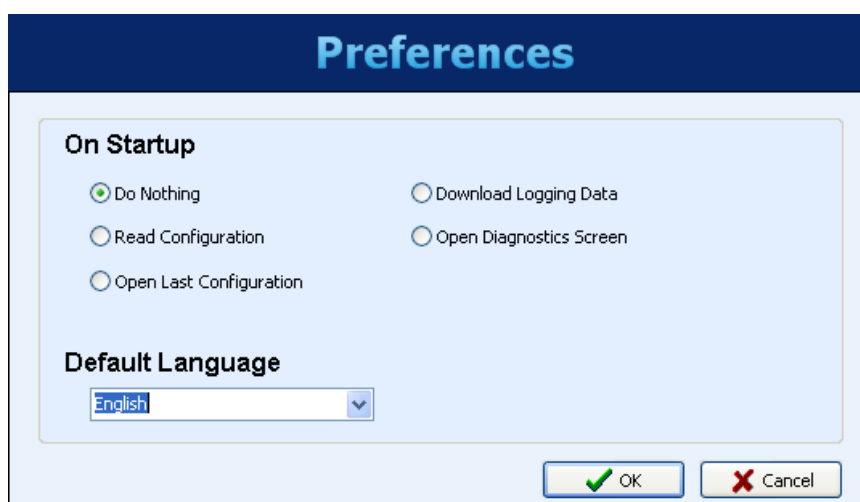 Preferences
On Startup
Do Nothing
Download Logging Data
Read Configuration
Open Diagnostics Screen
Open Last Configuration
Default Language
English
OK
Cancel